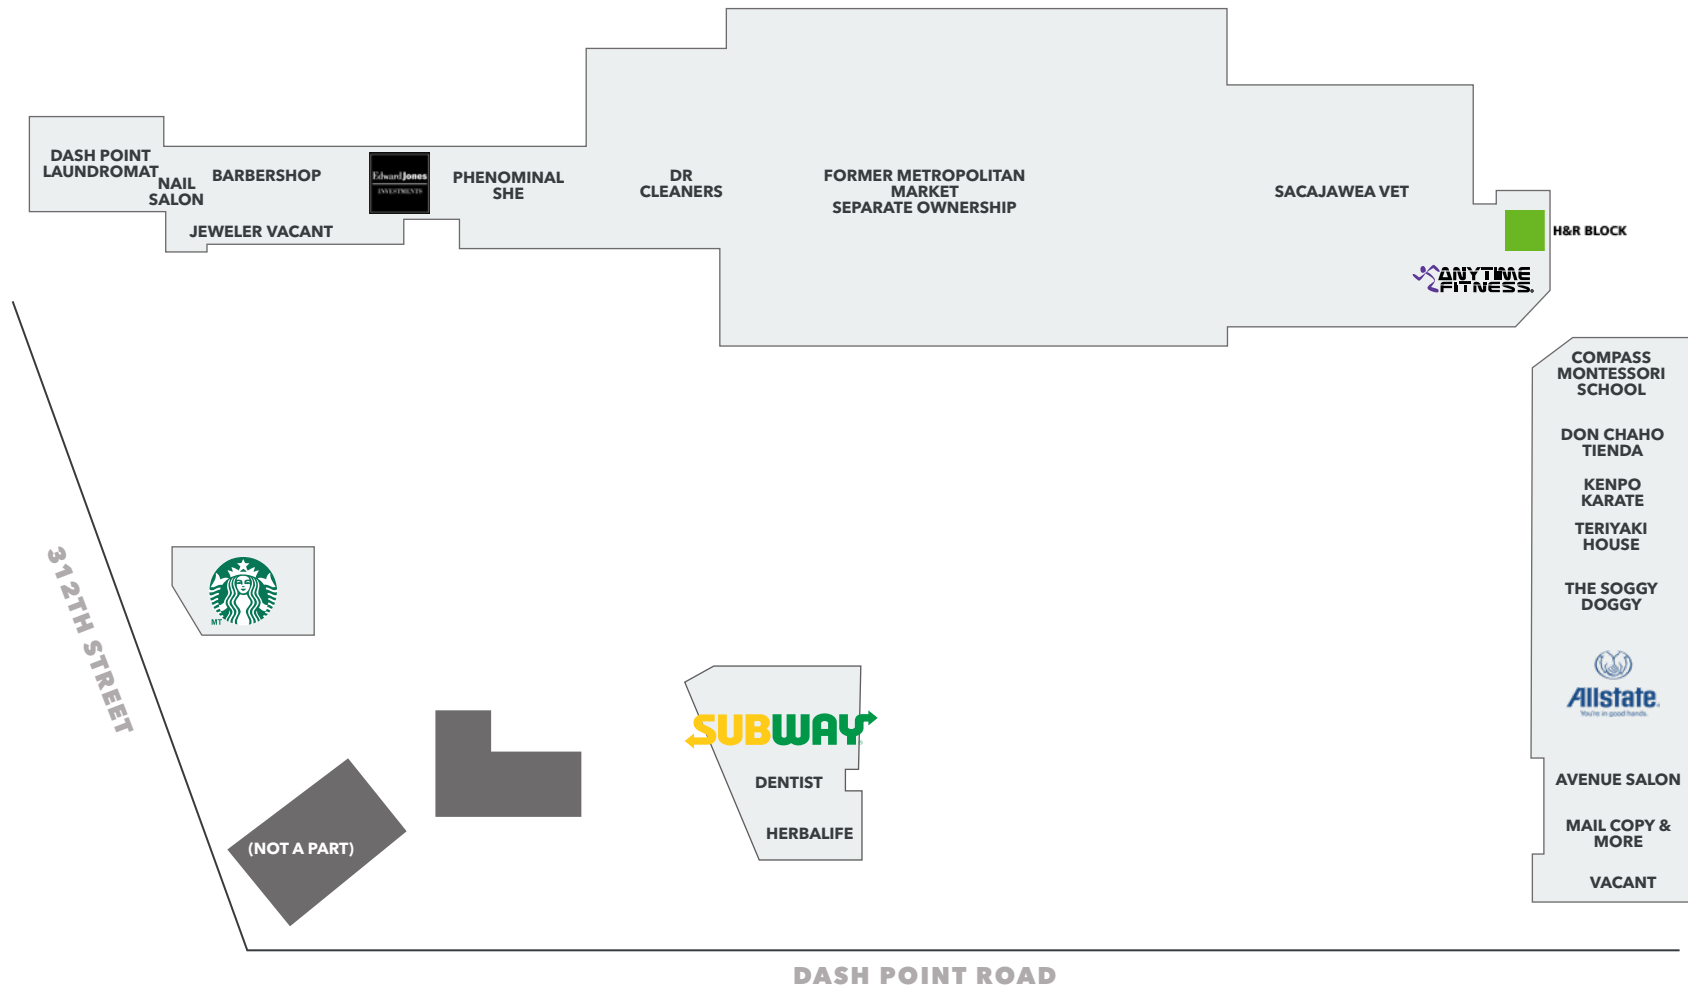 DASH POINT
LAUNDROMAT
NAIL
SALON
BARBERSHOP
JEWELER VACANT
Edward Jones
INVESTMENTS
PHENOMINAL
SHE
DR
CLEANERS
FORMER METROPOLITAN
MARKET
SEPARATE OWNERSHIP
SACAJAWEA VET
H&R BLOCK
ANYTIME
FITNESS.
COMPASS
MONTESSORI
SCHOOL
DON CHAHO
TIENDA
KENPO
KARATE
TERIYAKI
HOUSE
THE SOGGY
DOGGY
Allstate.
You're in good hands.
AVENUE SALON
MAIL COPY &
MORE
VACANT
MT
312TH STREET
SUBWAY
DENTIST
HERBALIFE
(NOT A PART)
DASH POINT ROAD